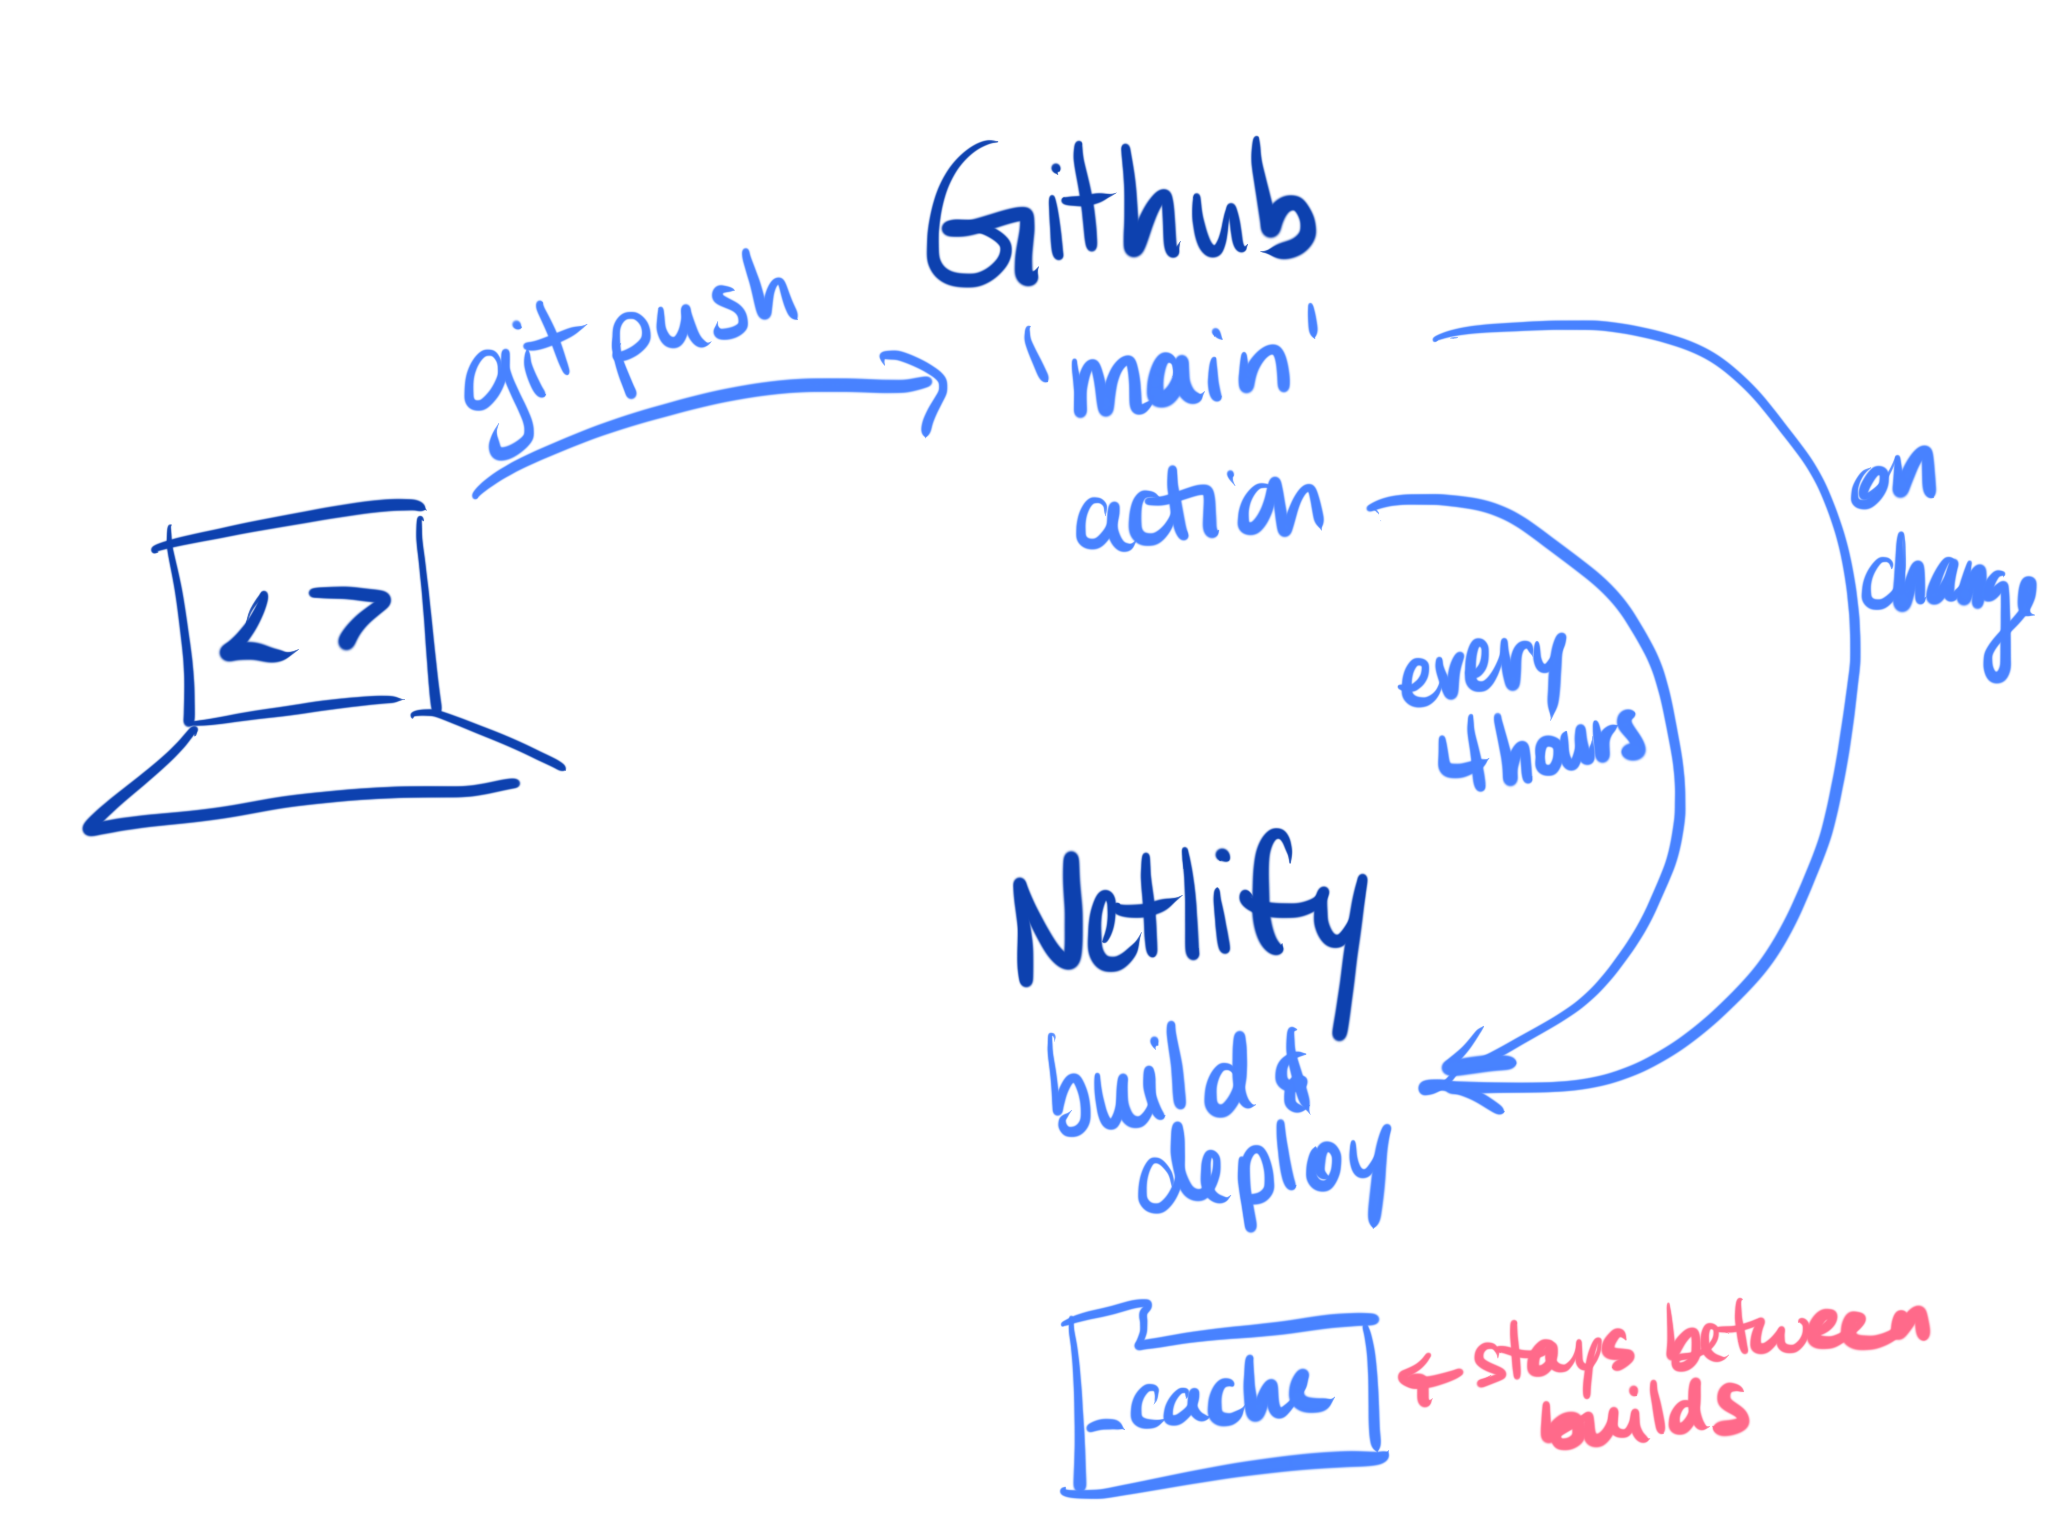 Github
git push
'main'
action
on
change
every
4 hours
Netlify
build &
deploy
_cache
stays between
builds
< >